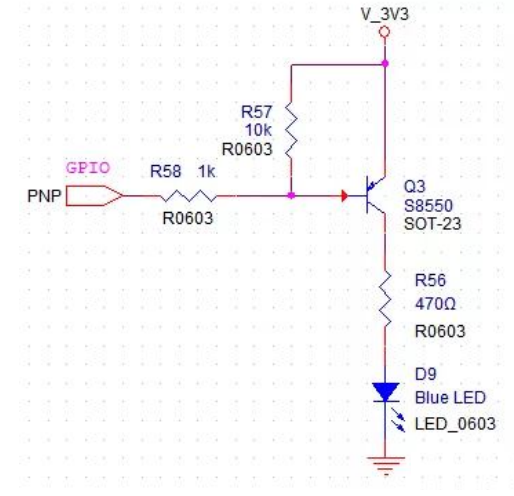 V_3V3
R57
10k
R0603
GPIO
R58 1k
PNP
R0603
Q3
S8550
SOT-23
R56
470Ω
R0603
D9
Blue LED
LED_0603